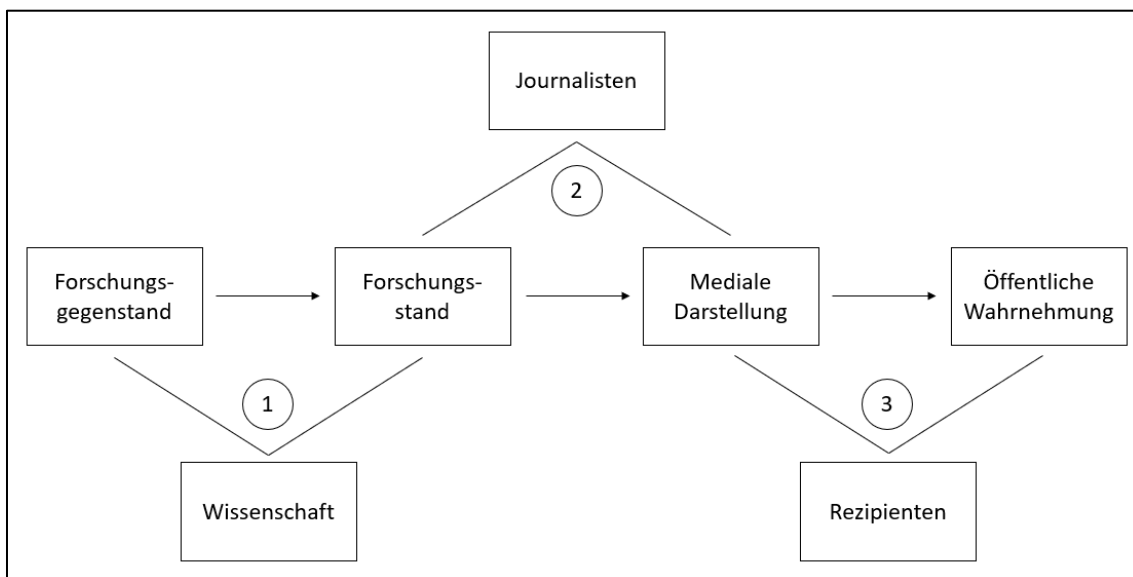 Journalisten
2
Forschungs-
gegenstand
Forschungs-
stand
Mediale
Darstellung
Öffentliche
Wahrnehmung
1
3
Wissenschaft
Rezipienten